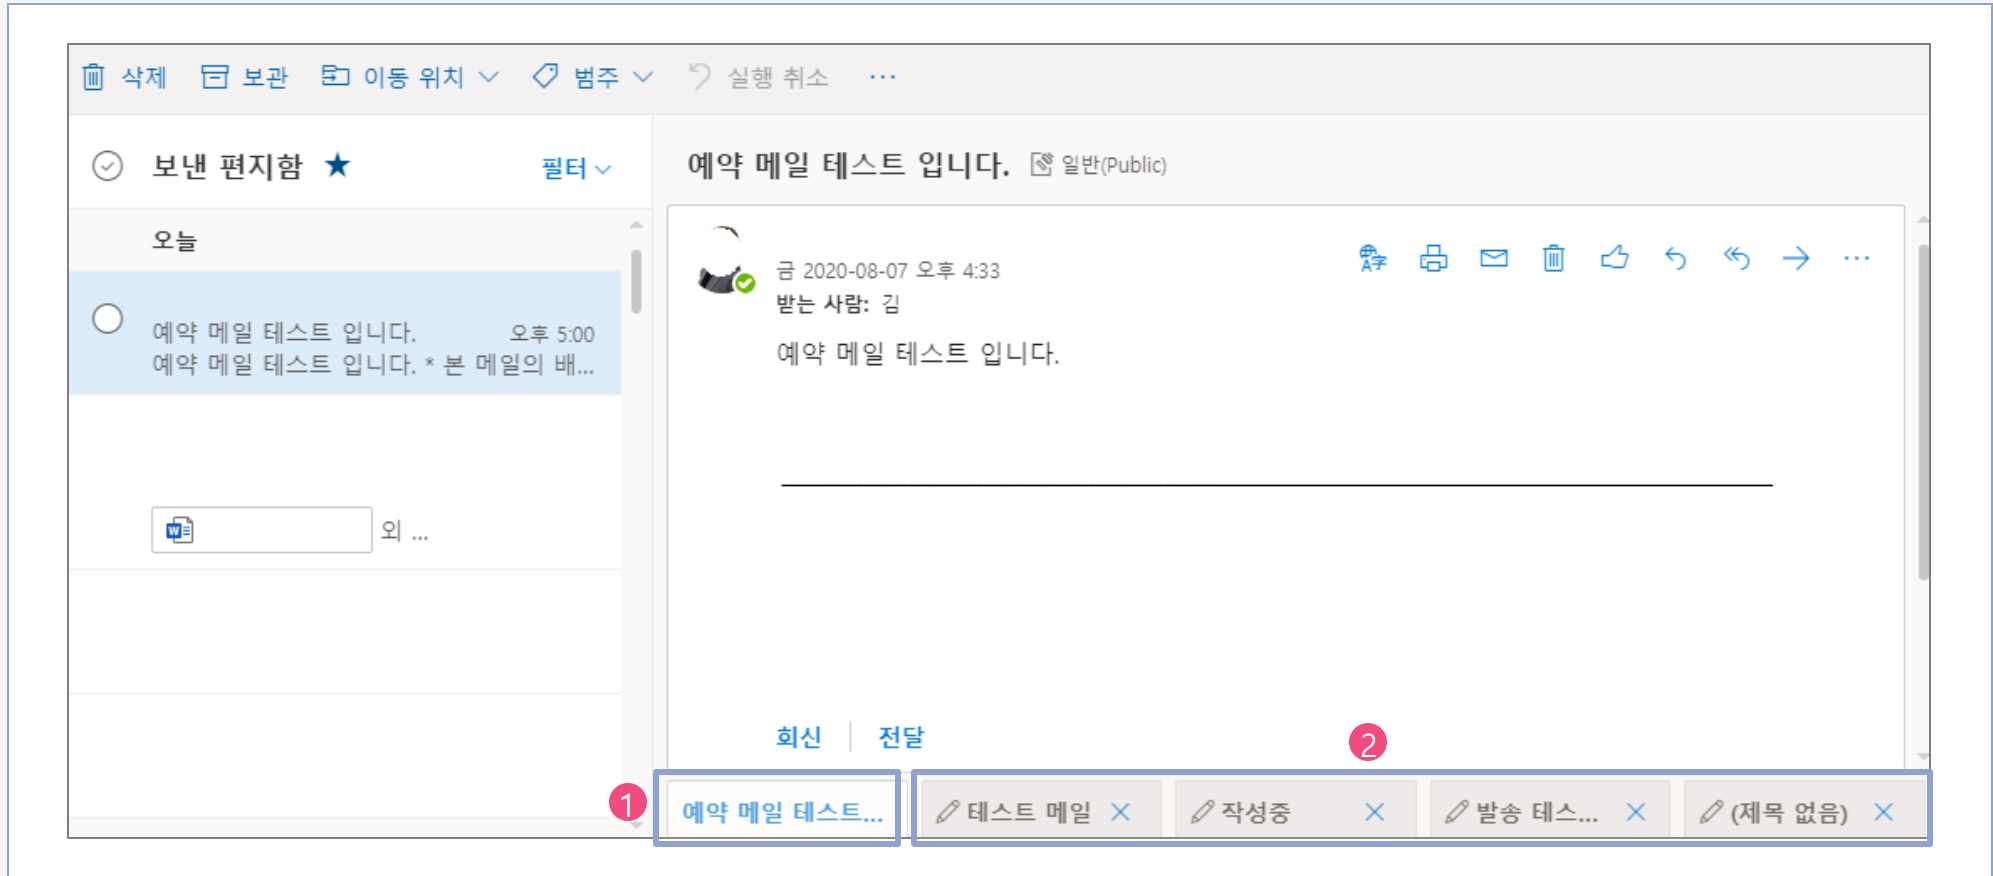 삭제 보관 이동 위치 범주 실행 취소 ...
보낸 편지함 ★ 필터
오늘
예약 메일 테스트 입니다. 오후 5:00
예약 메일 테스트 입니다. * 본 메일의 배...
W 외 ...
예약 메일 테스트 입니다. 일반(Public)
금 2020-08-07 오후 4:33
받는 사람: 김
A字 ...
예약 메일 테스트 입니다.
회신 전달
2
1
예약 메일 테스트... 테스트 메일 작성중 발송 테스... (제목 없음)